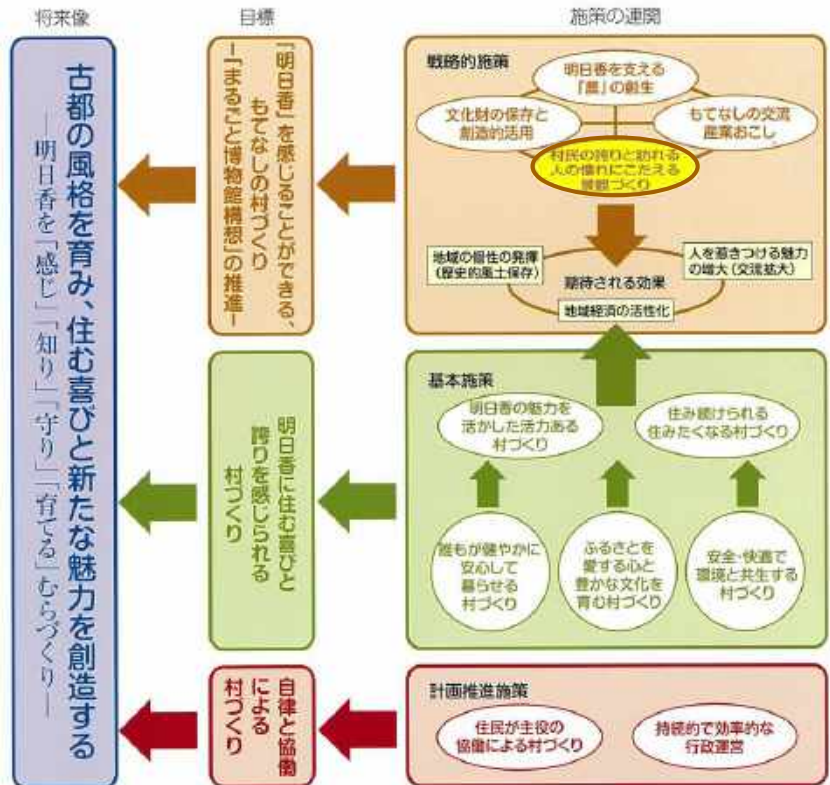 将来像
目標
施策の連関
古都の風格を育み、住む喜びと新たな魅力を創造する
―明日香を「感じ」「知り」「守り」「育てる」むらづくり―
『明日香』を感じることができる、
もてなしの村づくり
－「まるごと博物館構想」の推進－
戦略的施策
明日香を支える
「農」の創生
文化財の保存と
創造的活用
もてなしの交流
産業おこし
村民の誇りと訪れる
人の憧れにこたえる
景観づくり
地域の個性の発揮
(歴史的風土保存)
人を惹きつける魅力
の増大(交流拡大)
期待される効果
地域経済の活性化
明日香に住む喜びと
誇りを感じられる
村づくり
基本施策
明日香の魅力を
活かした活力ある
村づくり
住み続けられる
住みたくなる村づくり
誰もが健やかに
安心して
暮らせる
村づくり
ふるさとを
愛する心と
豊かな文化を
育む村づくり
安全・快適で
環境と共生する
村づくり
自律と協働
による
村づくり
計画推進施策
住民が主役の
協働による村づくり
持続的で効率的な
行政運営